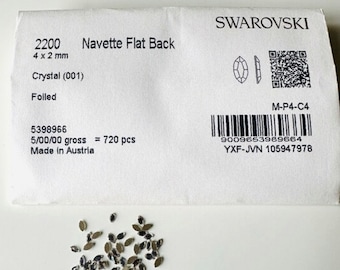 SWAROVSKI
2200 Navette Flat Back
4 x 2 mm
Crystal (001)
Foiled
M-P4-C4
5398966
5/00/00 gross = 720 pcs
Made in Austria
9009653989664
YXF-JVN 105947978